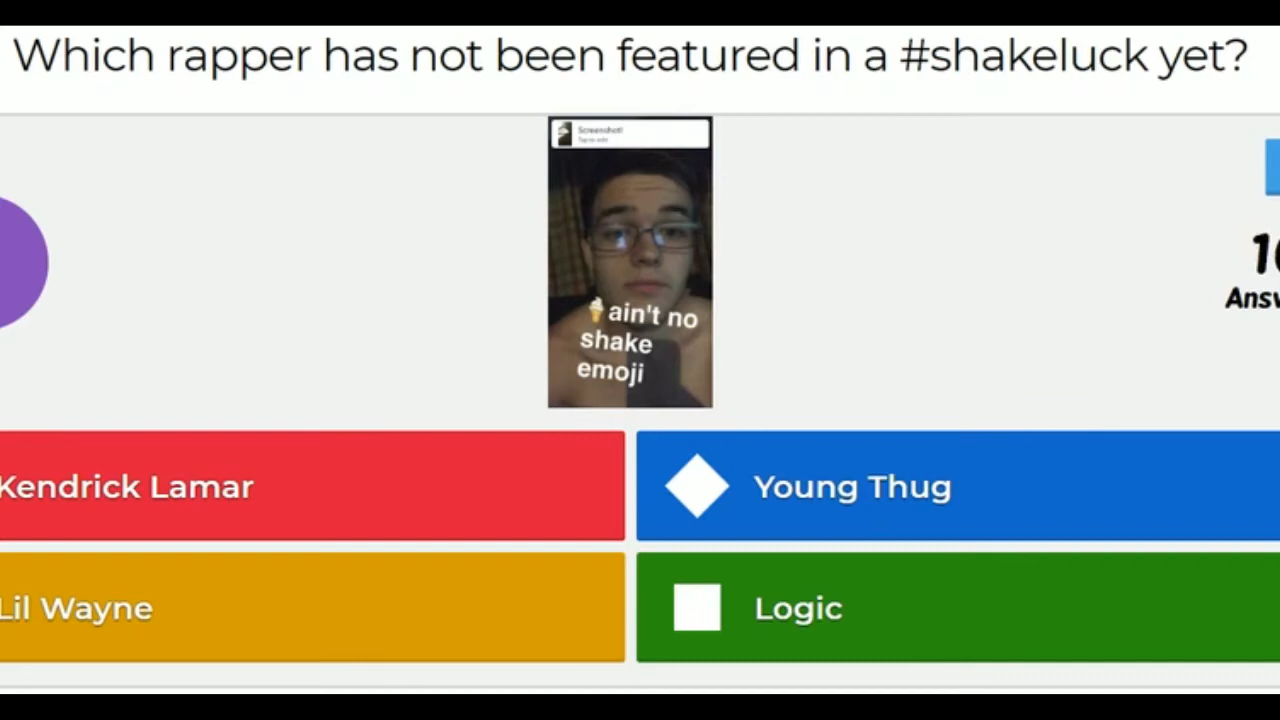 Which rapper has not been featured in a #shakeluck yet?
Screenshot!
ain't no
shake
emoji
Kendrick Lamar
Young Thug
Lil Wayne
Logic